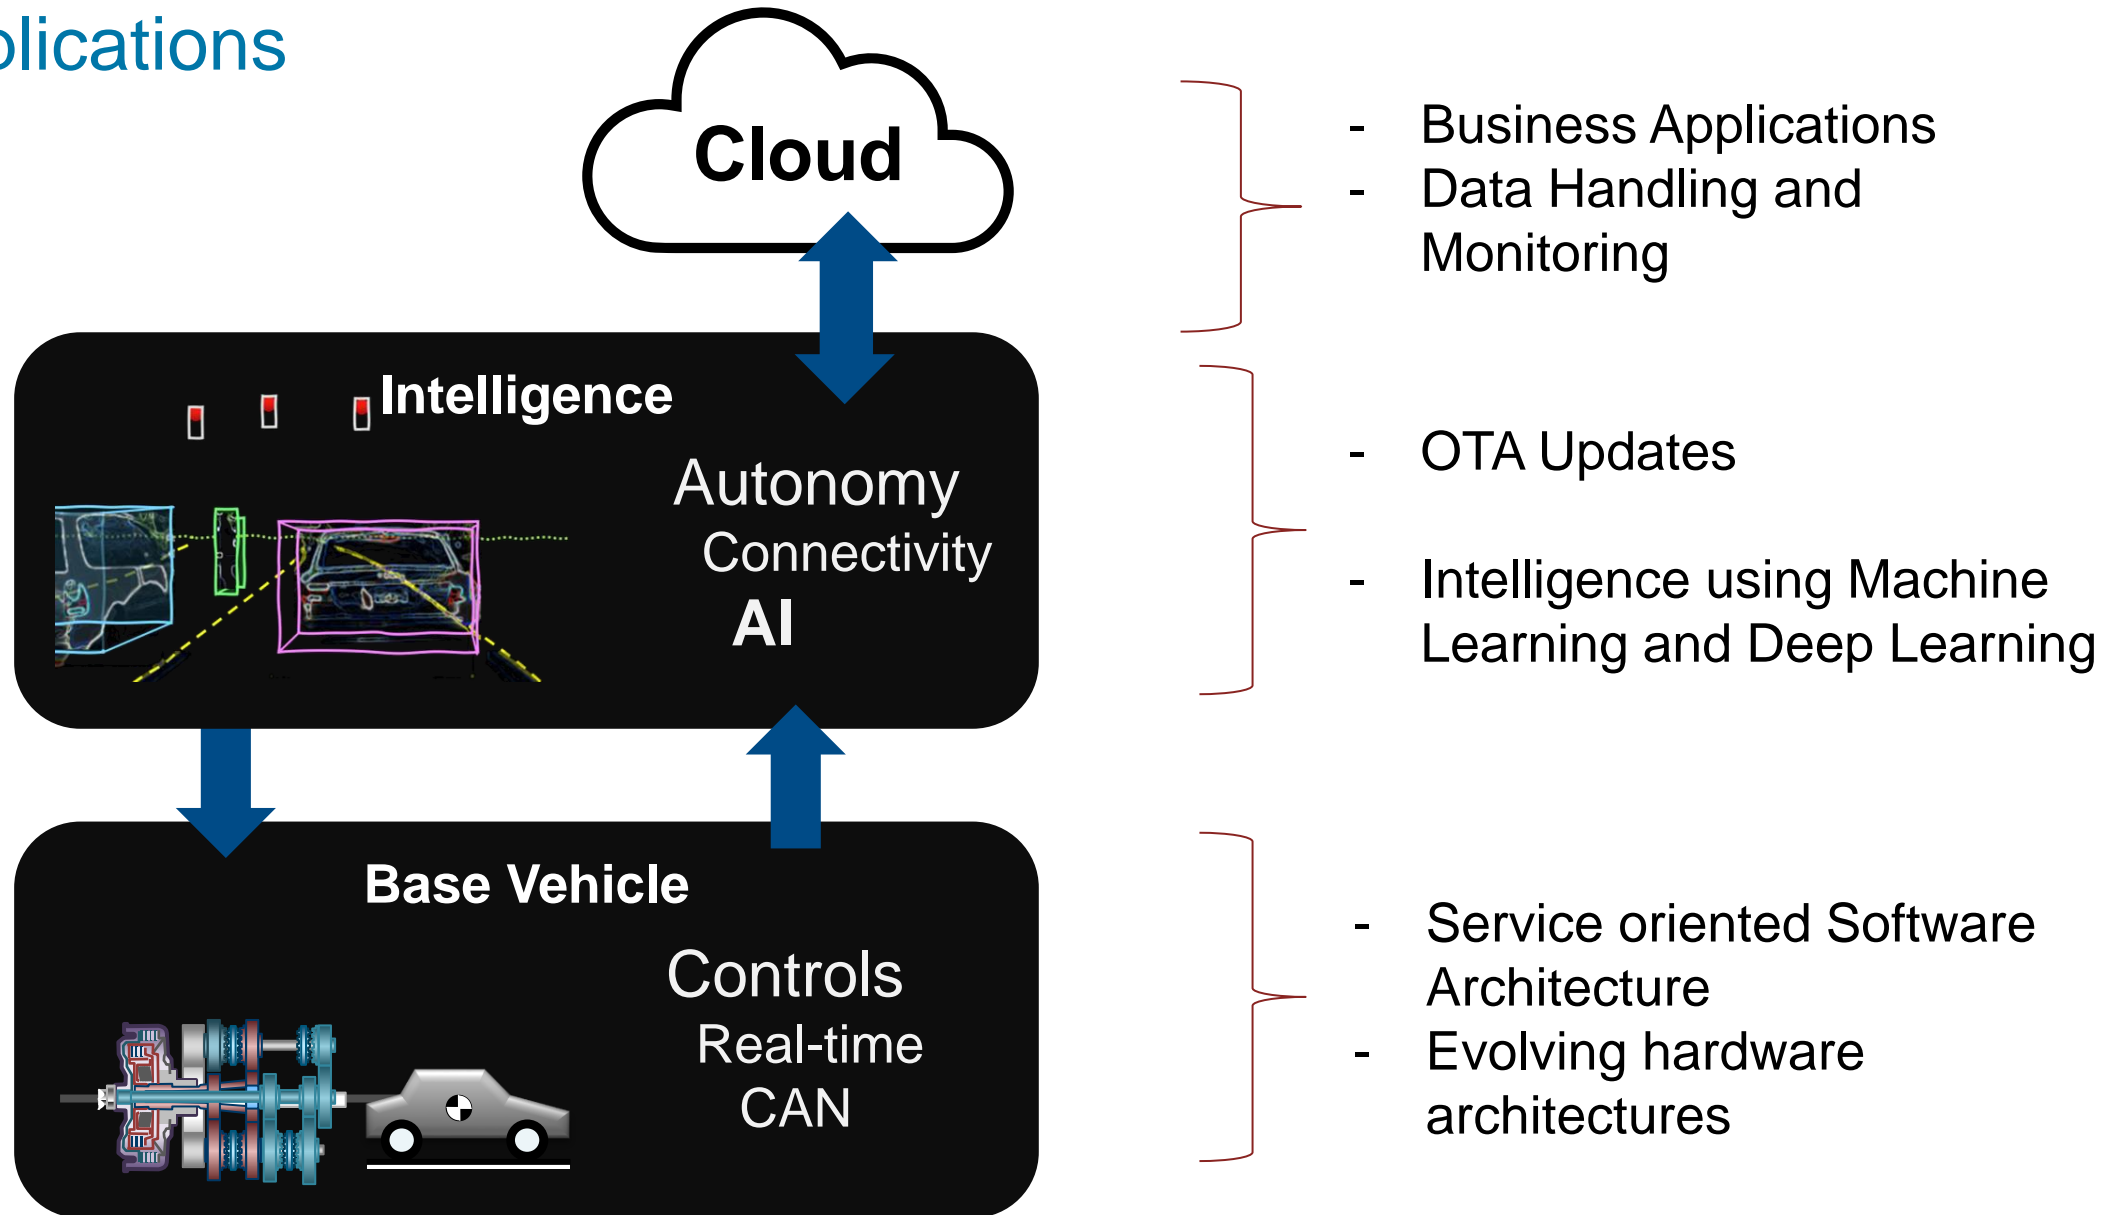 plications
Cloud
- Business Applications
- Data Handling and
Monitoring
Intelligence
Autonomy
Connectivity
AI
- OTA Updates
- Intelligence using Machine
Learning and Deep Learning
Base Vehicle
Controls
Real-time
CAN
- Service oriented Software
Architecture
- Evolving hardware
architectures